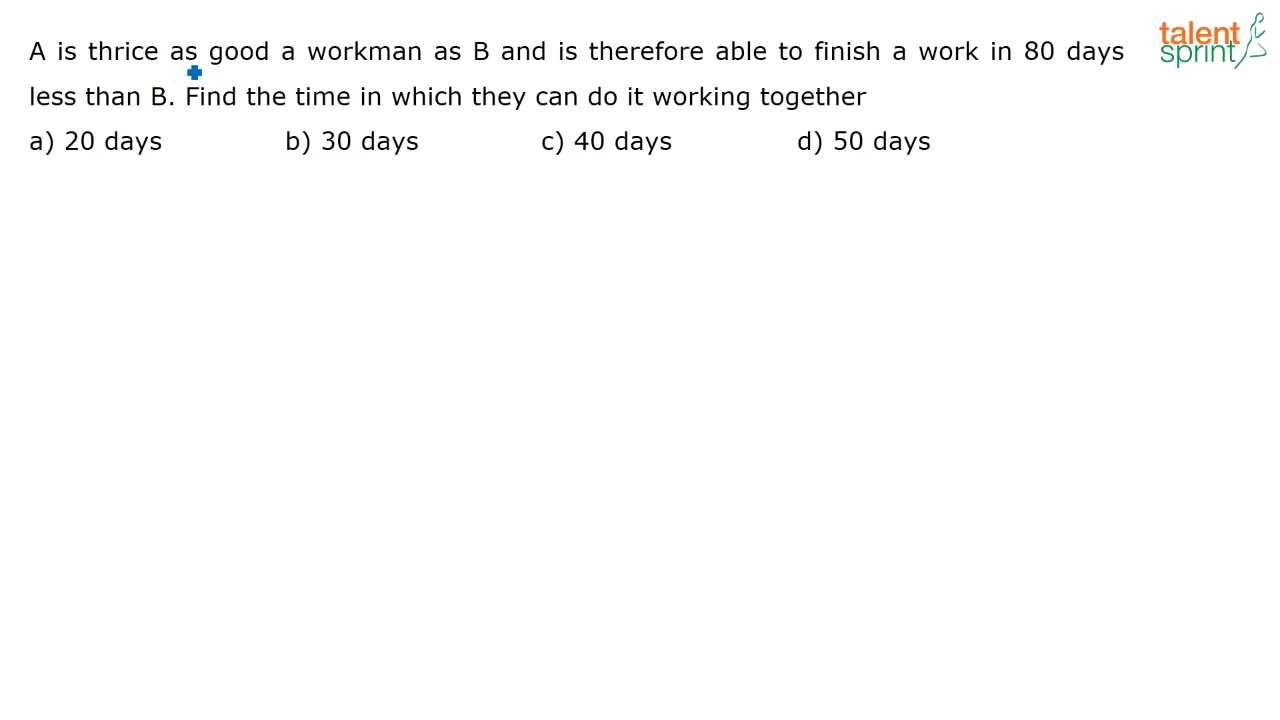 talent
sprint
A is thrice as good a workman as B and is therefore able to finish a work in 80 days
less than B. Find the time in which they can do it working together
a) 20 days b) 30 days c) 40 days d) 50 days